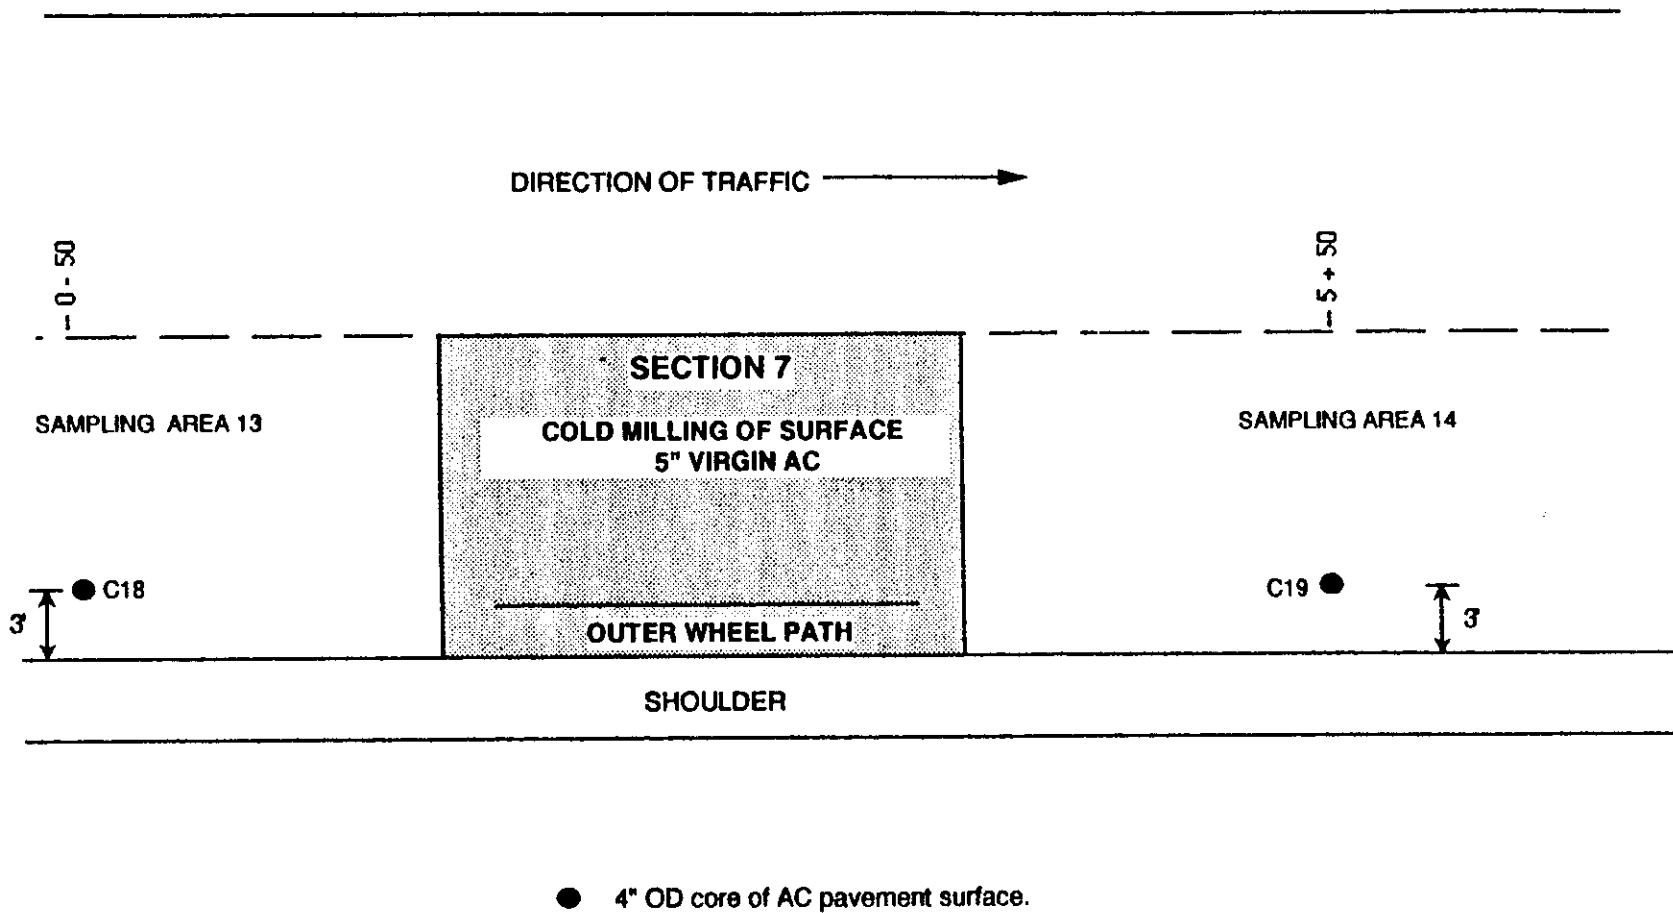 DIRECTION OF TRAFFIC
0 - 50
5 + 50
SECTION 7
COLD MILLING OF SURFACE
5" VIRGIN AC
SAMPLING AREA 13
SAMPLING AREA 14
C18
C19
3'
3'
OUTER WHEEL PATH
SHOULDER
4" OD core of AC pavement surface.